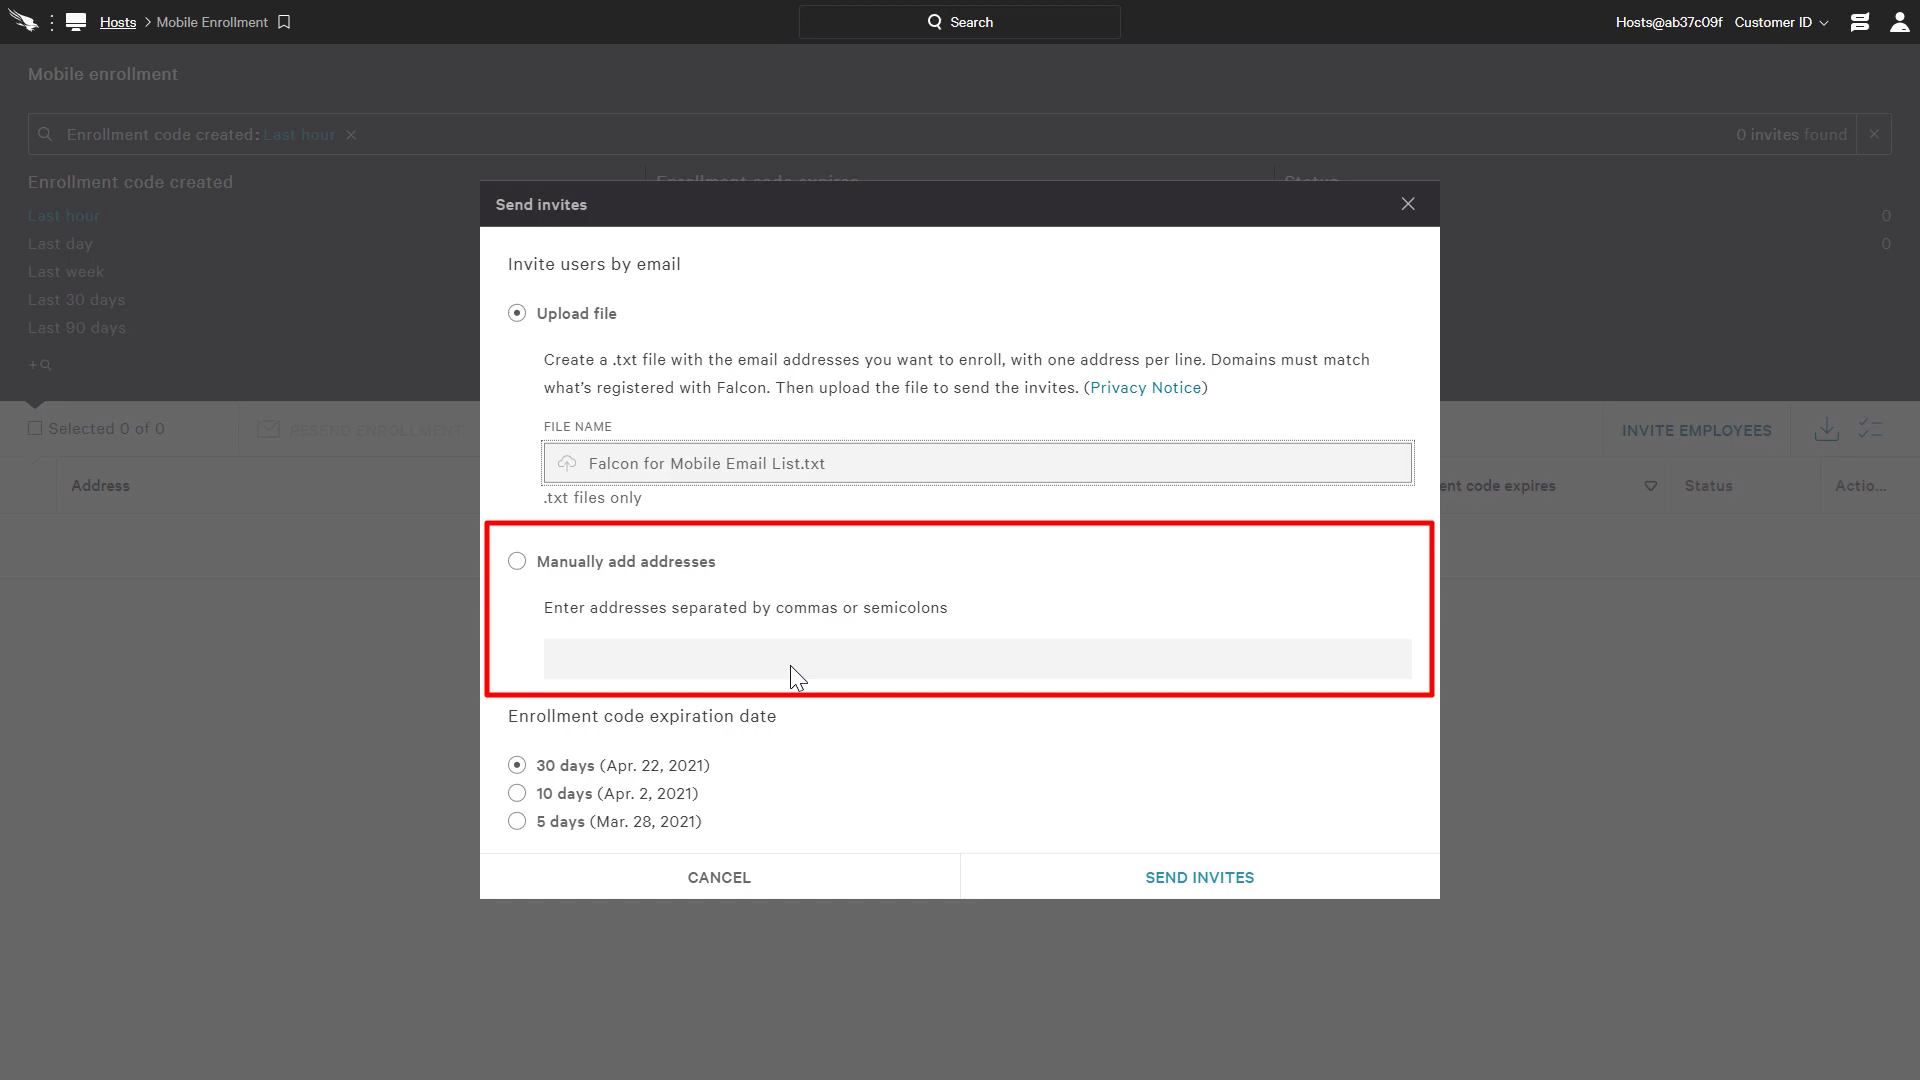 Hosts > Mobile Enrollment
Search
Hosts@ab37c09f Customer ID
Mobile enrollment
Enrollment code created: Last hour
0 invites found
Enrollment code created
Enrollment code expires
Status
Last hour
0
Last day
0
Last week
Last 30 days
Last 90 days
Send invites
Invite users by email
Upload file
Create a .txt file with the email addresses you want to enroll, with one address per line. Domains must match
what's registered with Falcon. Then upload the file to send the invites. (Privacy Notice)
FILE NAME
Falcon for Mobile Email List.txt
.txt files only
Manually add addresses
Enter addresses separated by commas or semicolons
Enrollment code expiration date
30 days (Apr. 22, 2021)
10 days (Apr. 2, 2021)
5 days (Mar. 28, 2021)
CANCEL
SEND INVITES
Selected 0 of 0
RESEND ENROLLMENT
INVITE EMPLOYEES
Address
ent code expires
Status
Actio...